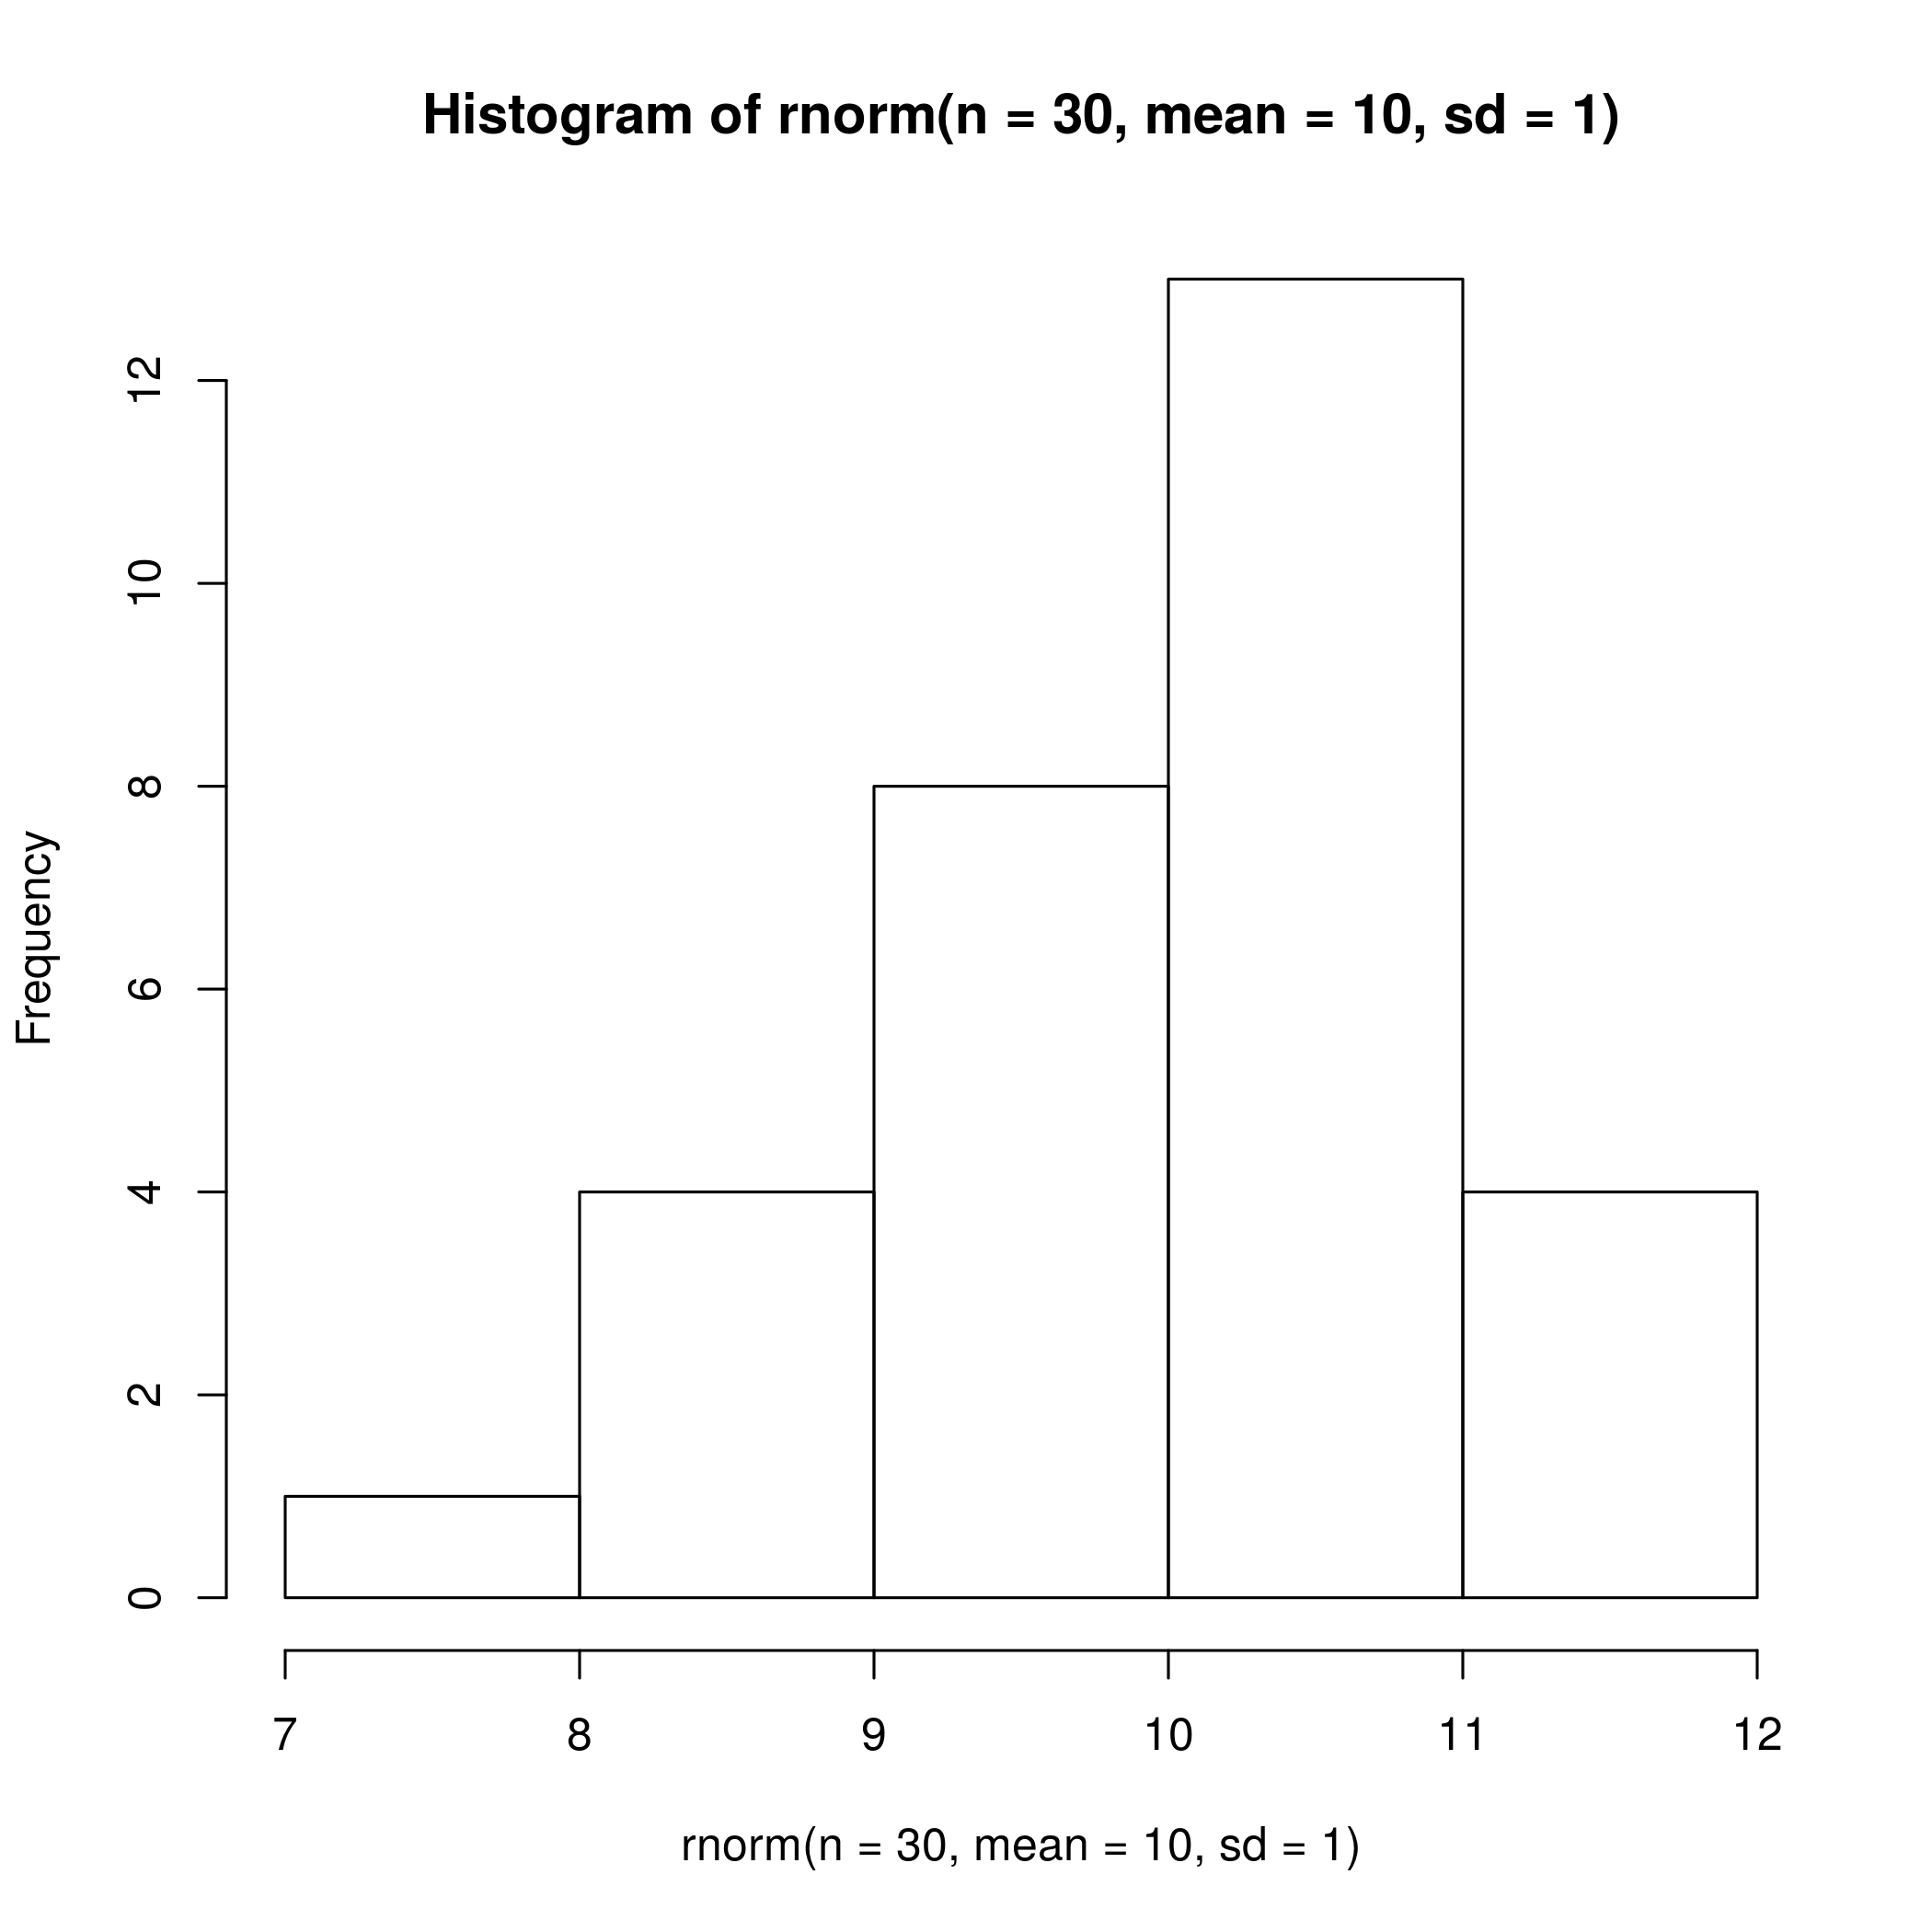 Histogram of rnorm(n = 30, mean = 10, sd = 1)
Frequency
12
10
8
6
4
2
0
7 8 9 10 11 12
rnorm(n = 30, mean = 10, sd = 1)